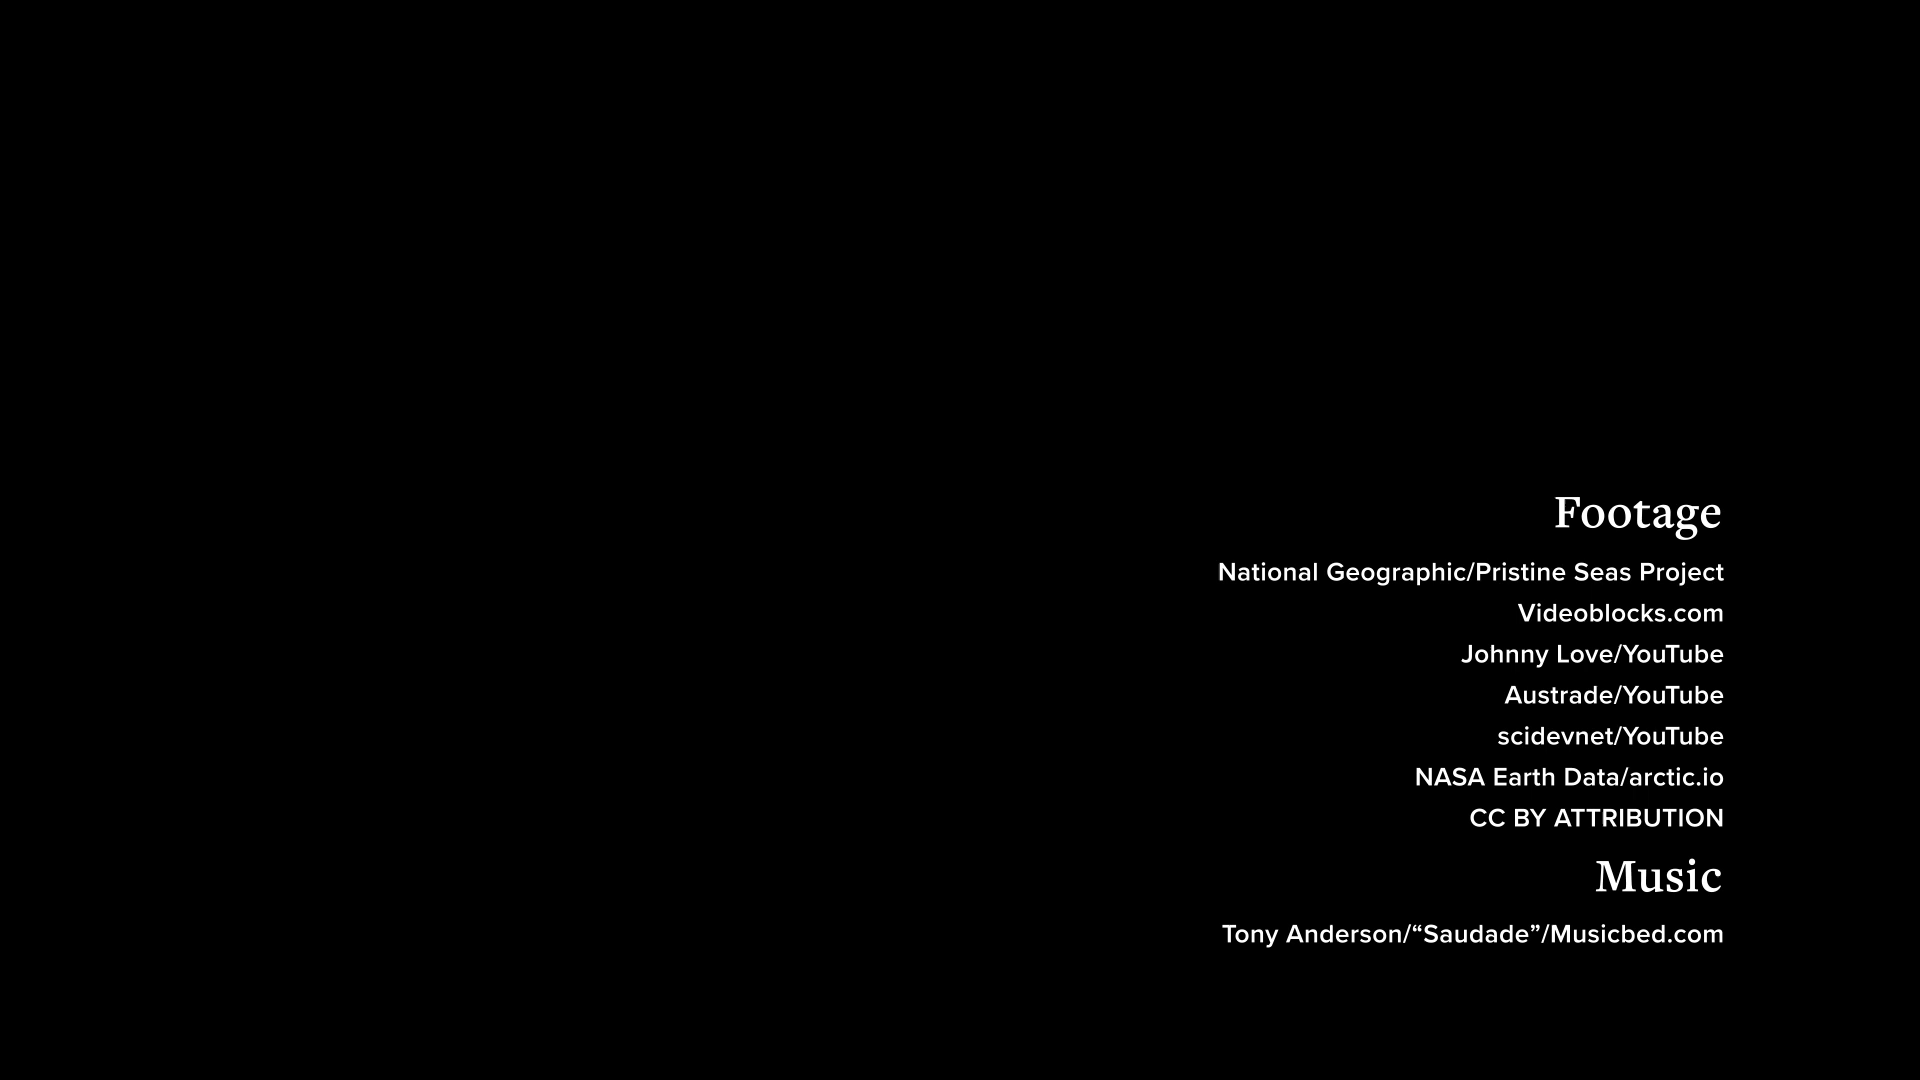 Footage
National Geographic/Pristine Seas Project
Videoblocks.com
Johnny Love/YouTube
Austrade/YouTube
scidevnet/YouTube
NASA Earth Data/arctic.io
CC BY ATTRIBUTION
Music
Tony Anderson/“Saudade”/Musicbed.com